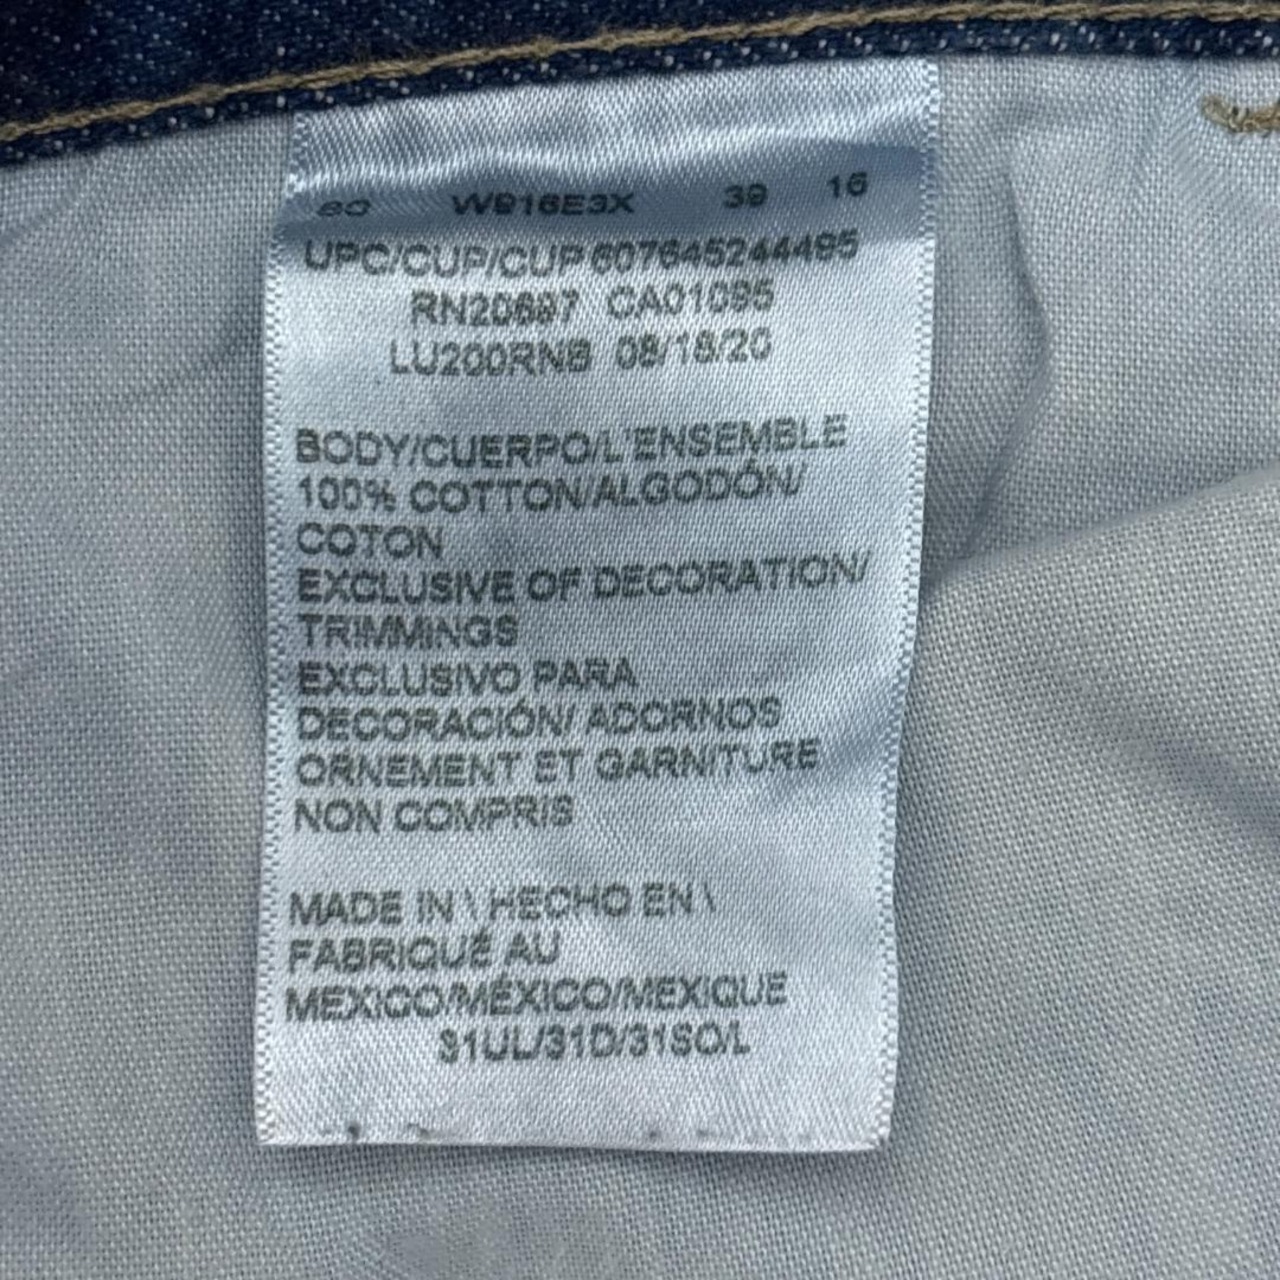 W916E3X 39 16
UPC/CUP/CUP 607645244495
RN20697 CA01095
LU200RNB 08/18/20
BODY/CUERPO/L'ENSEMBLE
100% COTTON/ALGODÓN/
COTON
EXCLUSIVE OF DECORATION/
TRIMMINGS
EXCLUSIVO PARA
DECORACIÓN/ ADORNOS
ORNEMENT ET GARNITURE
NON COMPRIS
MADE IN \ HECHO EN \
FABRIQUÉ AU
MEXICO/MÉXICO/MEXIQUE
31UL/31D/31SO/L